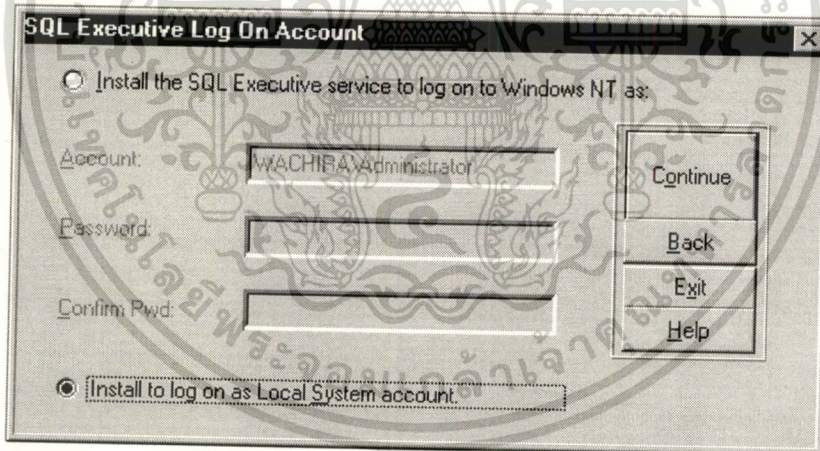 SQL Executive Log On Account
Install the SQL Executive service to log on to Windows NT as:
Account:
WACHIRA\Administrator
Password:
Confirm Pwd:
Continue
Back
Exit
Help
Install to log on as Local System account.